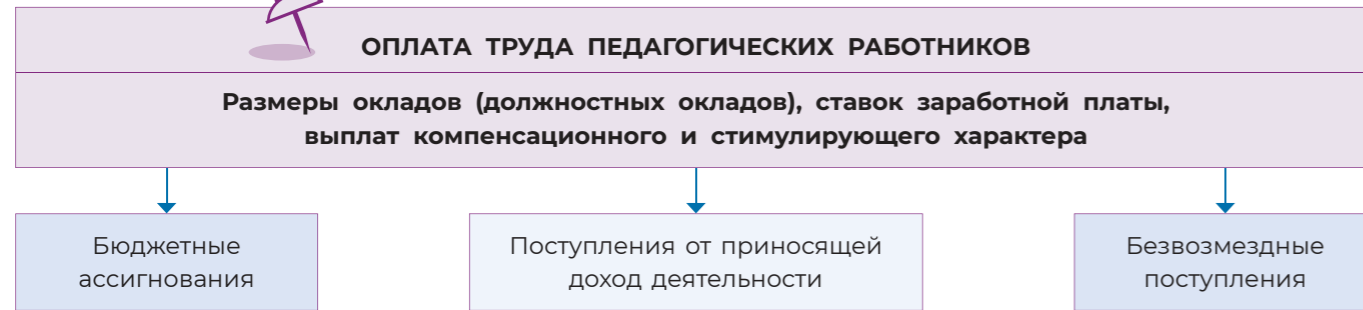 ОПЛАТА ТРУДА ПЕДАГОГИЧЕСКИХ РАБОТНИКОВ
Размеры окладов (должностных окладов), ставок заработной платы,
выплат компенсационного и стимулирующего характера
Бюджетные
ассигнования
Поступления от приносящей
доход деятельности
Безвозмездные
поступления